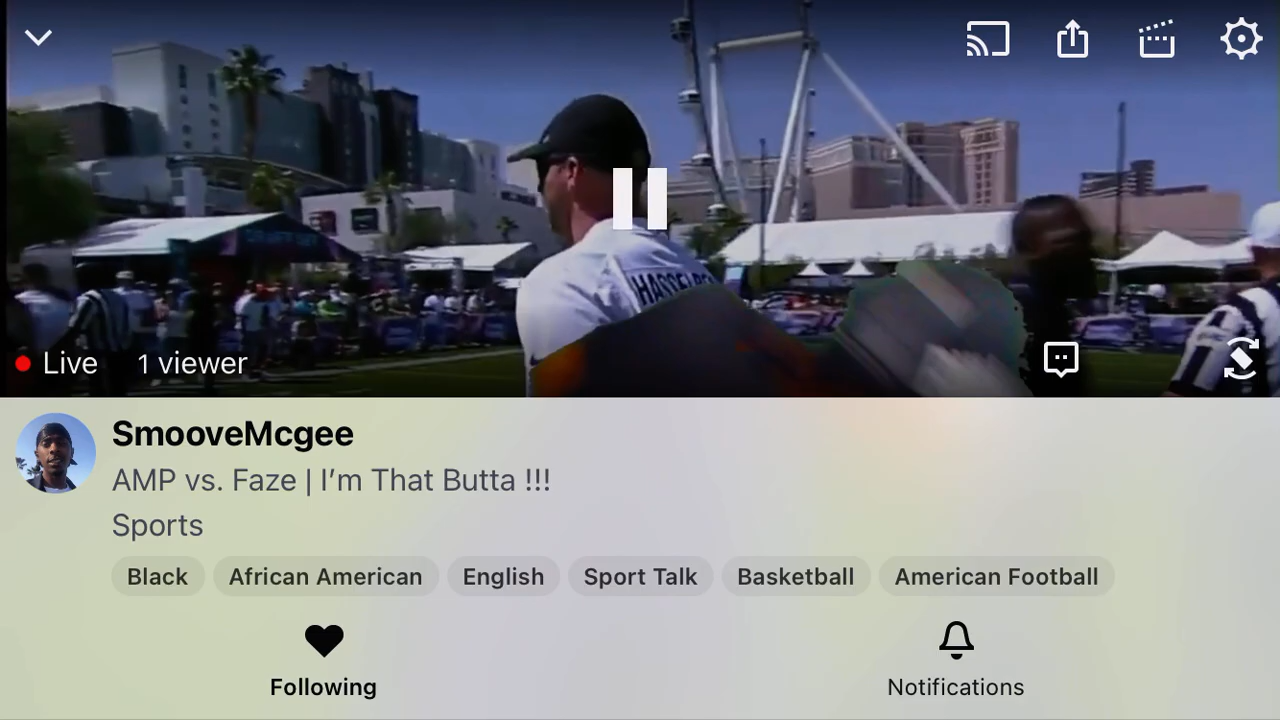 HASSELBE
Live 1 viewer
SmooveMcgee
AMP vs. Faze | I'm That Butta !!!
Sports
Black African American English Sport Talk Basketball American Football
Following Notifications